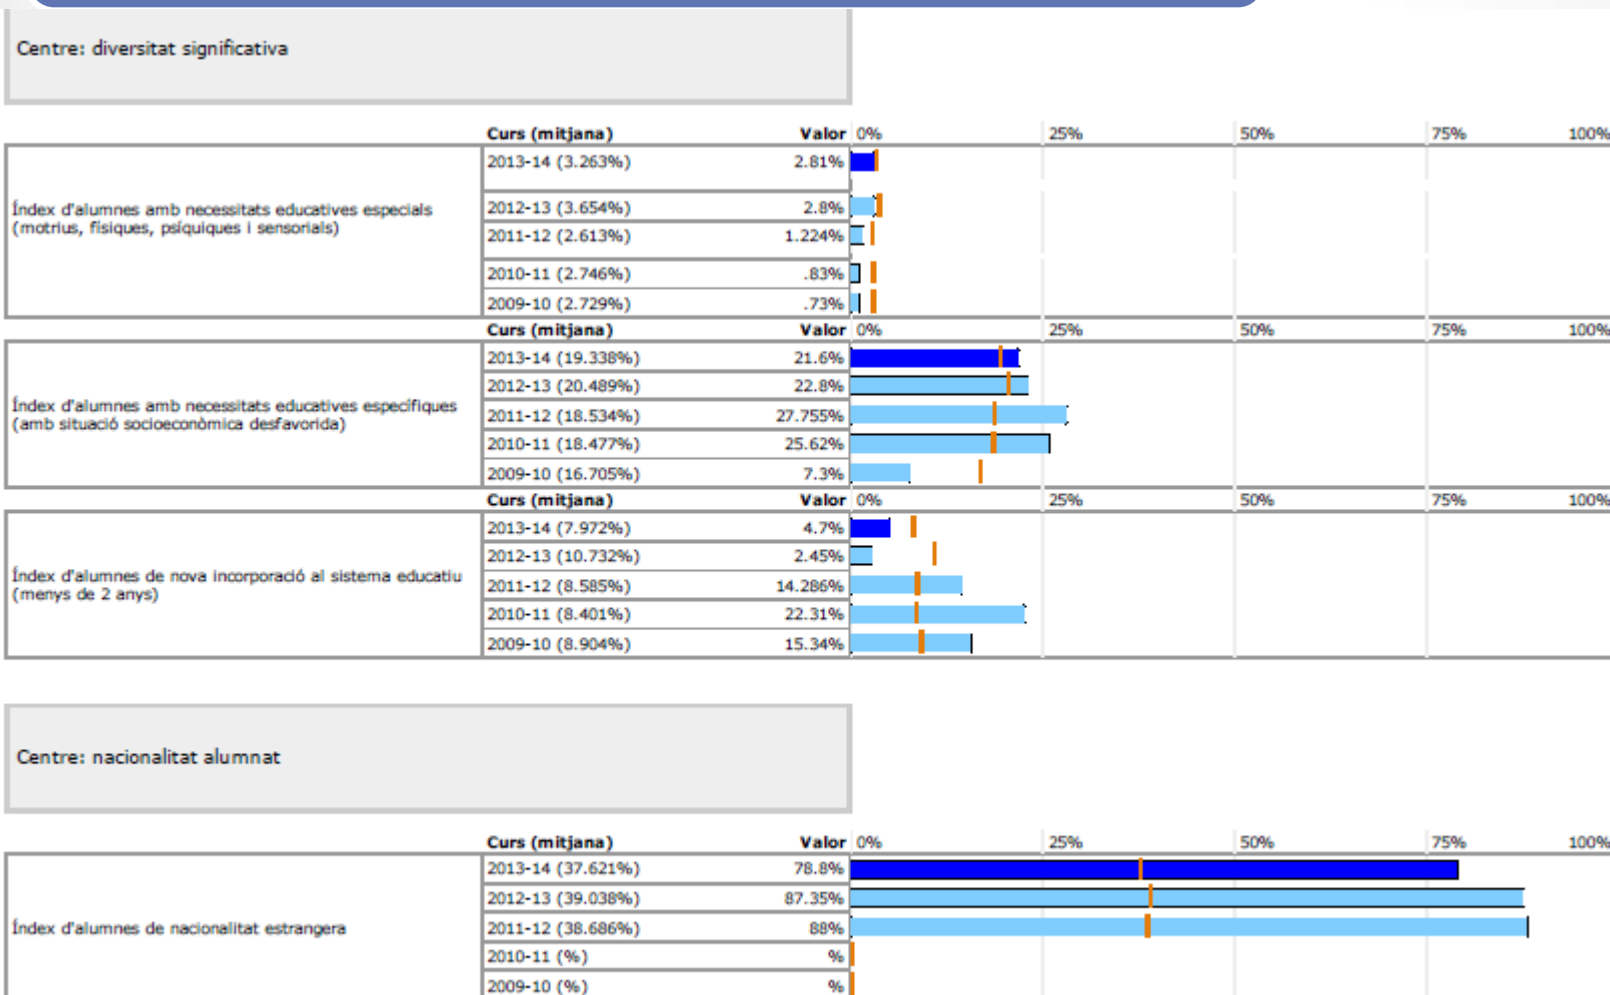 Centre: diversitat significativa
Curs (mitjana) Valor 0% 25% 50% 75% 100%
Índex d'alumnes amb necessitats educatives especials
(motrius, físiques, psíquiques i sensorials)
2013-14 (3.263%) 2.81%
2012-13 (3.654%) 2.8%
2011-12 (2.613%) 1.224%
2010-11 (2.746%) .83%
2009-10 (2.729%) .73%
Curs (mitjana) Valor 0% 25% 50% 75% 100%
Índex d'alumnes amb necessitats educatives específiques
(amb situació socioeconòmica desfavorida)
2013-14 (19.338%) 21.6%
2012-13 (20.489%) 22.8%
2011-12 (18.534%) 27.755%
2010-11 (18.477%) 25.62%
2009-10 (16.705%) 7.3%
Curs (mitjana) Valor 0% 25% 50% 75% 100%
Índex d'alumnes de nova incorporació al sistema educatiu
(menys de 2 anys)
2013-14 (7.972%) 4.7%
2012-13 (10.732%) 2.45%
2011-12 (8.585%) 14.286%
2010-11 (8.401%) 22.31%
2009-10 (8.904%) 15.34%
Centre: nacionalitat alumnat
Curs (mitjana) Valor 0% 25% 50% 75% 100%
Índex d'alumnes de nacionalitat estrangera
2013-14 (37.621%) 78.8%
2012-13 (39.038%) 87.35%
2011-12 (38.686%) 88%
2010-11 (%) %
2009-10 (%) %